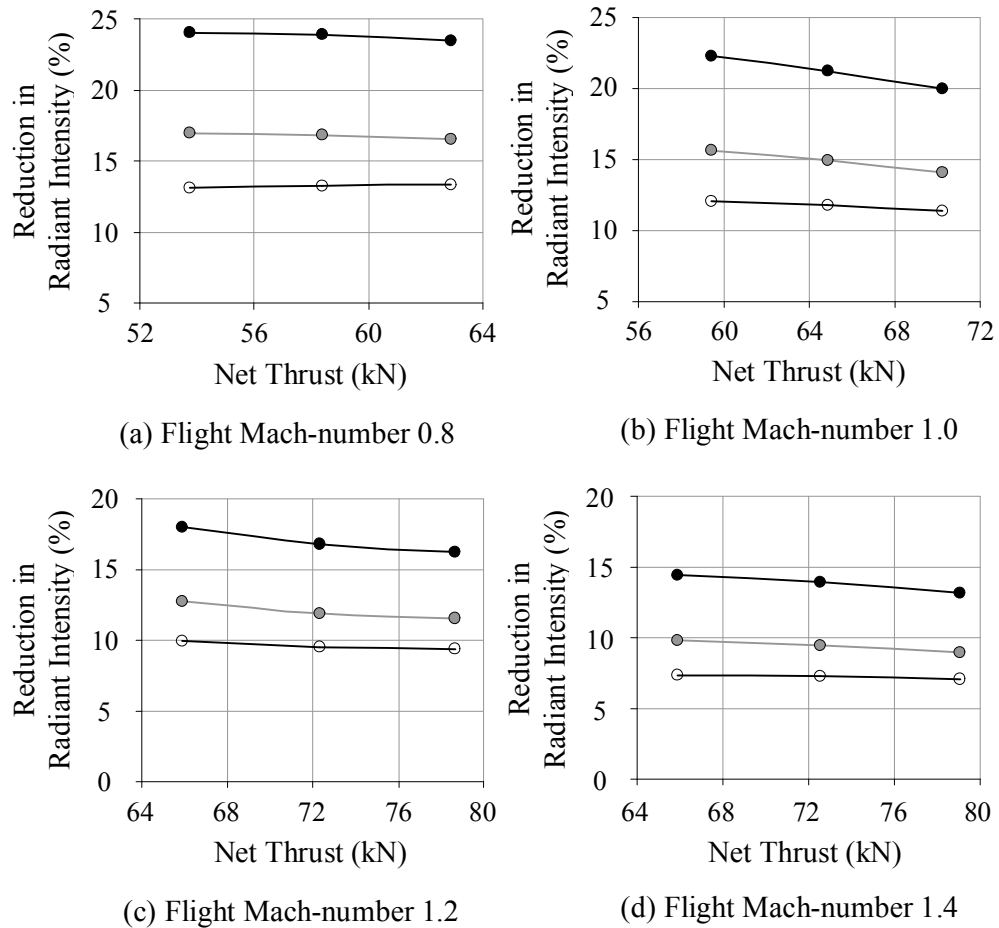 25
20
15
10
5
52 56 60 64
Reduction in
Radiant Intensity (%)
Net Thrust (kN)
(a) Flight Mach-number 0.8
25
20
15
10
5
56 60 64 68 72
Reduction in
Radiant Intensity (%)
Net Thrust (kN)
(b) Flight Mach-number 1.0
20
15
10
5
0
64 68 72 76 80
Reduction in
Radiant Intensity (%)
Net Thrust (kN)
(c) Flight Mach-number 1.2
20
15
10
5
0
64 68 72 76 80
Reduction in
Radiant Intensity (%)
Net Thrust (kN)
(d) Flight Mach-number 1.4